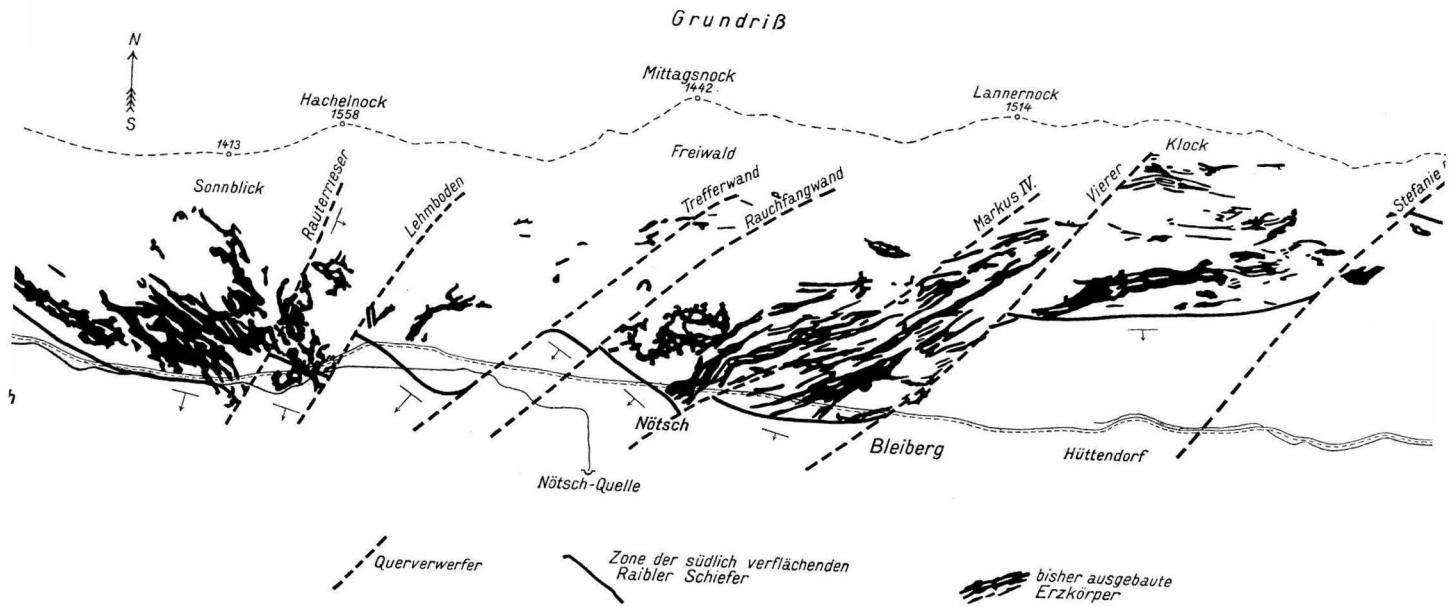 Grundriß
N
S
Mittagsnock
1442
Hachelnock
1558
Lannernock
1514
1413
Klock
Freiwald
Sonnblick
Rauterrieser
Lehmboden
Trefferwand
Rauchfangwand
Markus IV.
Vierer
Stefanie
h
Nötsch
Bleiberg
Hüttendorf
Nötsch-Quelle
Querverwerfer
Zone der südlich verflächenden
Raibler Schiefer
bisher ausgebaute
Erzkörper